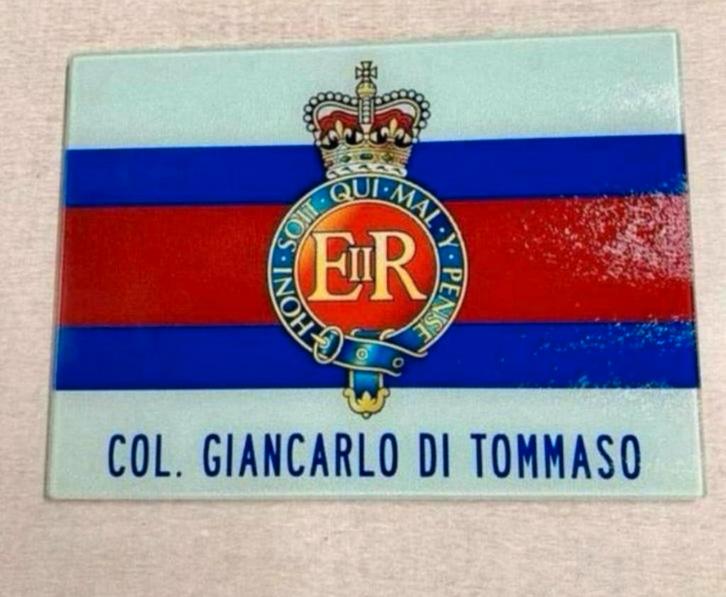 HONI · SOIT · QUI · MAL · Y · PENSE
EIIR
COL. GIANCARLO DI TOMMASO